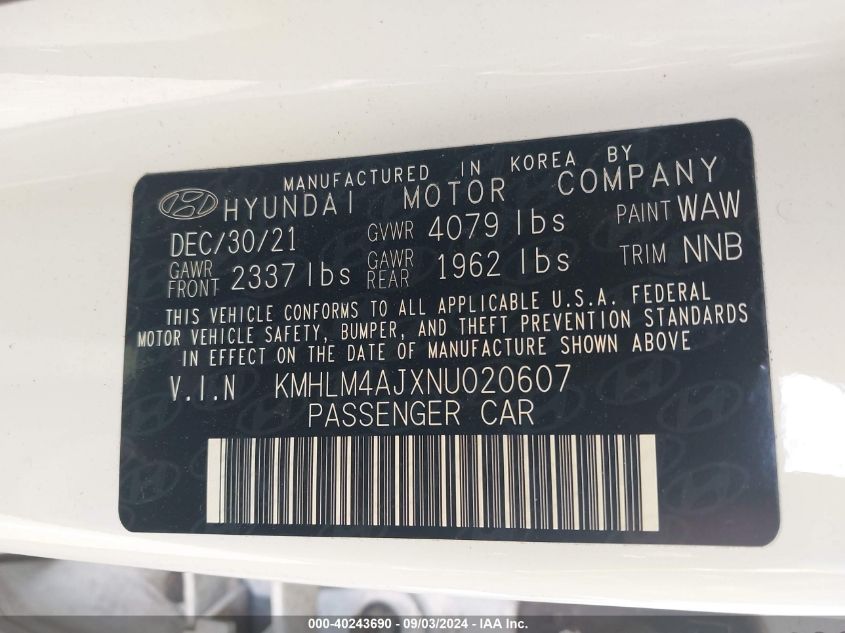 MANUFACTURED IN KOREA BY
HYUNDAI MOTOR COMPANY
DEC/30/21 GVWR 4079 lbs PAINT WAW
GAWR FRONT 2337 lbs GAWR REAR 1962 lbs TRIM NNB
THIS VEHICLE CONFORMS TO ALL APPLICABLE U.S.A. FEDERAL
MOTOR VEHICLE SAFETY, BUMPER, AND THEFT PREVENTION STANDARDS
IN EFFECT ON THE DATE OF MANUFACTURE SHOWN ABOVE
V.I.N KMHLM4AJXNU020607
PASSENGER CAR
000-40243690 - 09/03/2024 - IAA Inc.